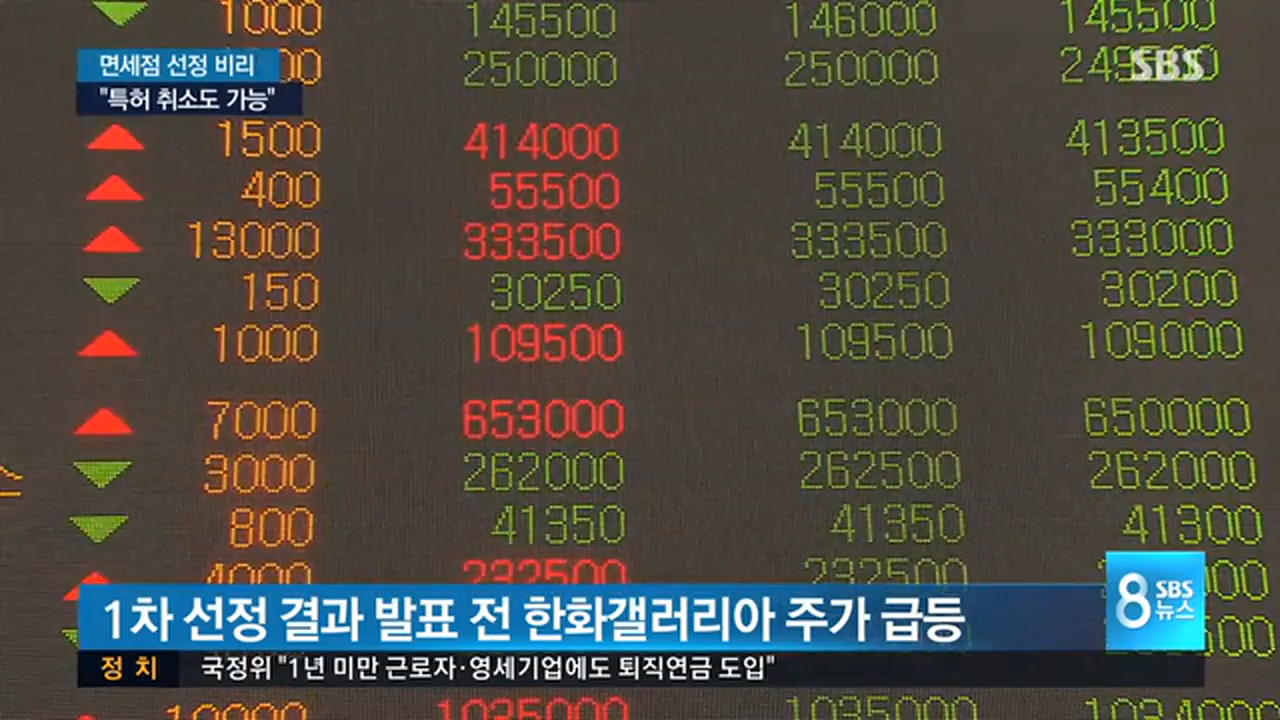 1000 145500 146000 145500
면세점 선정 비리
250000 250000
SBS
"특허 취소도 가능"
1500 414000 414000 413500
400 55500 55500 55400
13000 333500 333500 333000
150 30250 30250 30200
1000 109500 109500 109000
7000 653000 653000 650000
3000 262000 262500 262000
800 41350 41350 41300
4000 232500 232500
1차 선정 결과 발표 전 한화갤러리아 주가 급등
8 SBS 뉴스
정치 국정위 "1년 미만 근로자·영세기업에도 퇴직연금 도입"